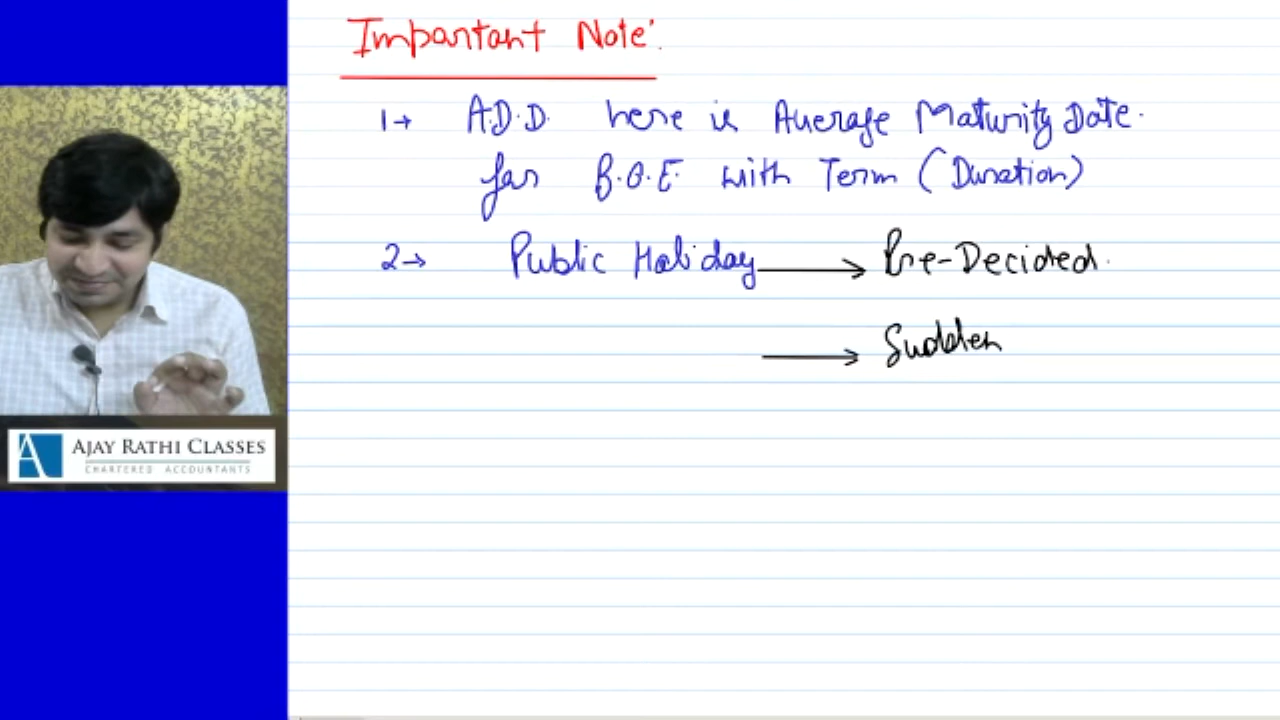 Important Note:
1→ A.D.D. here is Average Maturity Date.
for B.O.E. with Term (Duration)
2→ Public Holiday → Pre-Decided.
→ Sudden
AJAY RATHI CLASSES
CHARTERED ACCOUNTANTS